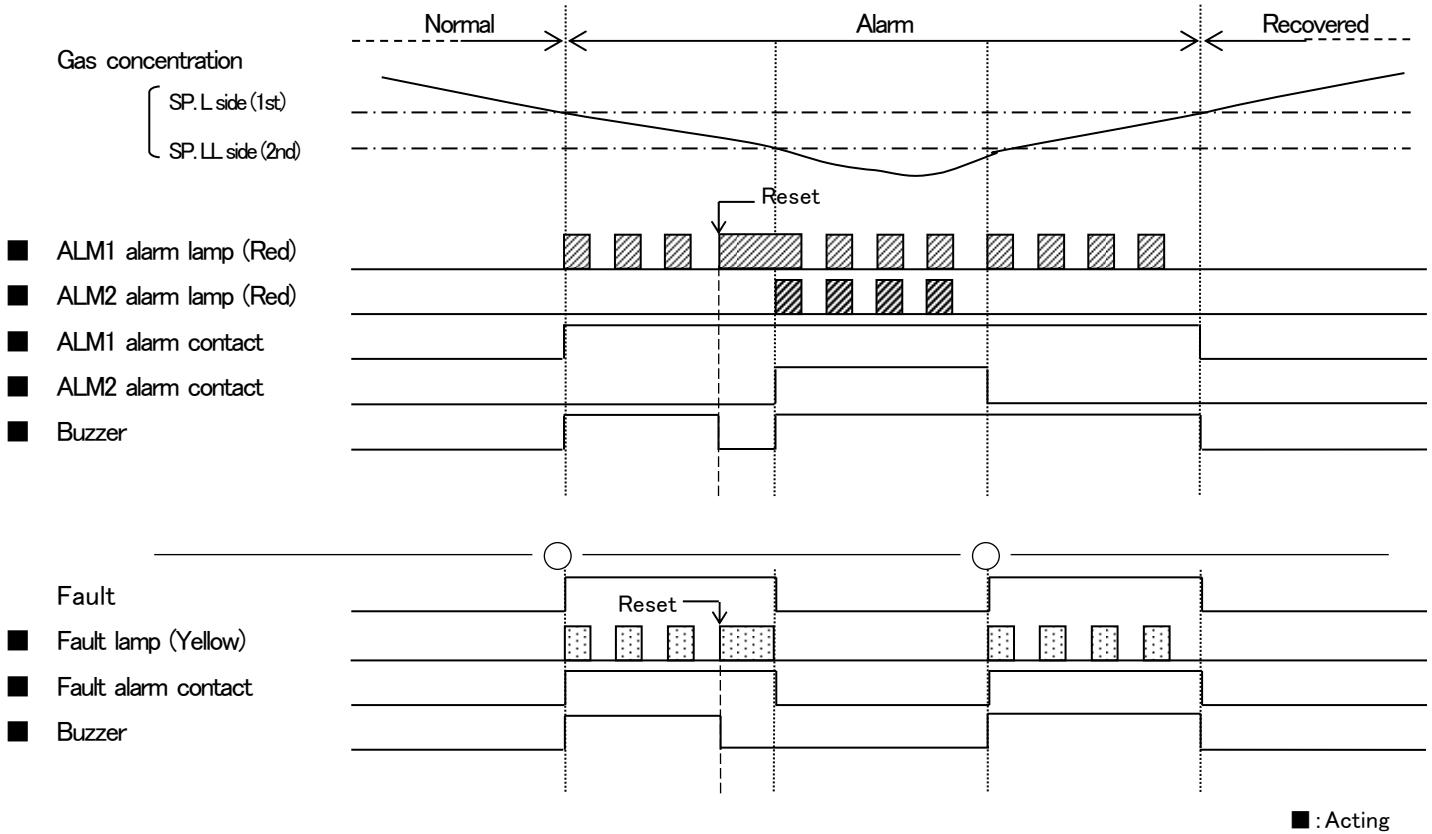 Normal Alarm Recovered
Gas concentration
SP. L side (1st)
SP. LL side (2nd)
Reset
■ ALM1 alarm lamp (Red)
■ ALM2 alarm lamp (Red)
■ ALM1 alarm contact
■ ALM2 alarm contact
■ Buzzer
Fault
Reset
■ Fault lamp (Yellow)
■ Fault alarm contact
■ Buzzer
■ : Acting